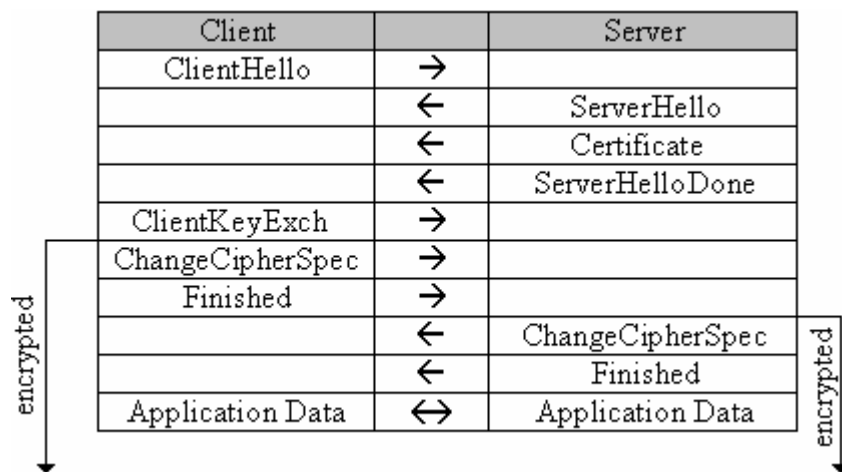 Client Server
ClientHello →
← ServerHello
← Certificate
← ServerHelloDone
ClientKeyExch →
ChangeCipherSpec →
Finished →
← ChangeCipherSpec
← Finished
Application Data ↔ Application Data
encrypted
encrypted